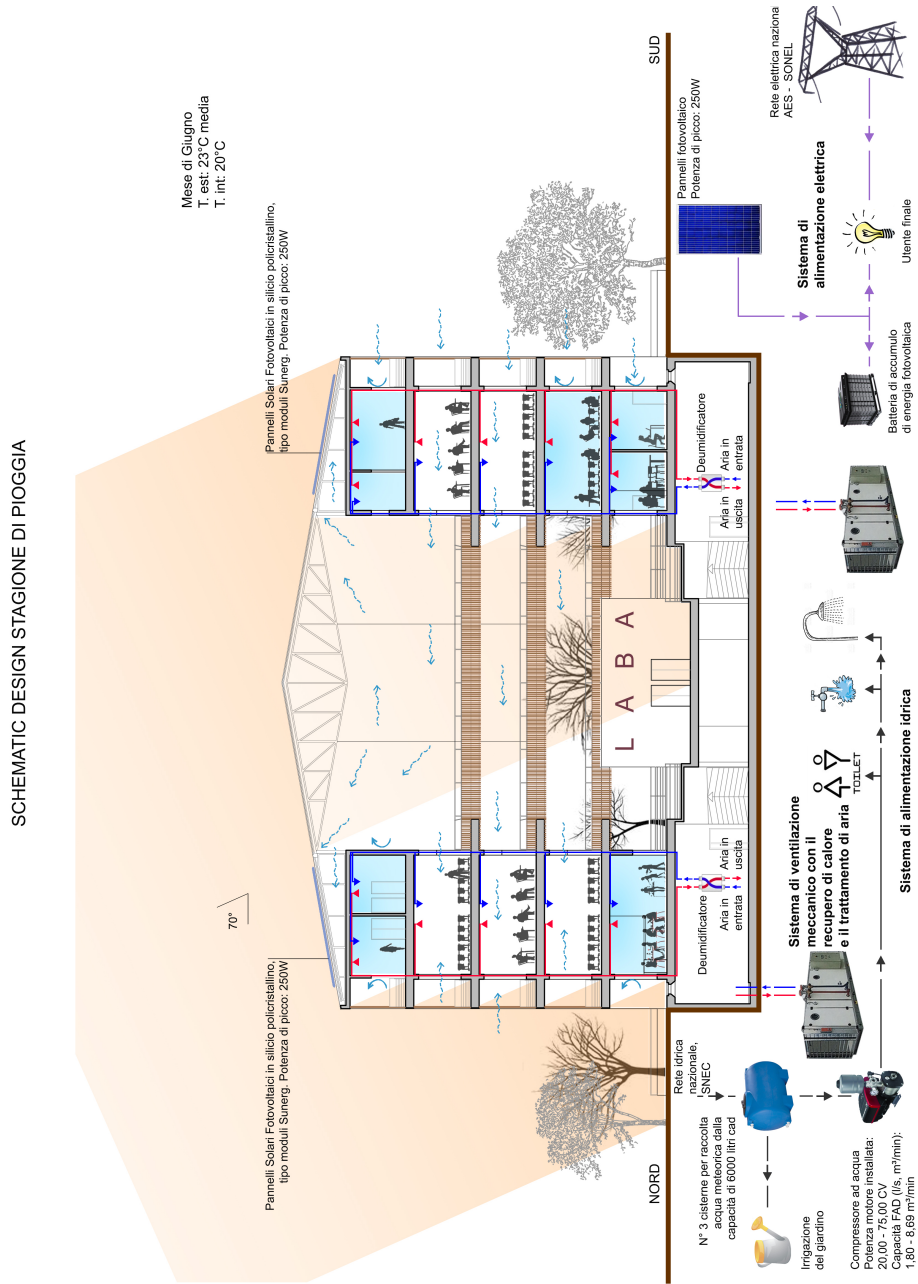 SCHEMATIC DESIGN STAGIONE DI PIOGGIA
Mese di Giugno
T. est: 23°C media
T. int: 20°C
70°
Pannelli Solari Fotovoltaici in silicio policristallino,
tipo moduli Sunerg. Potenza di picco: 250W
Pannelli Solari Fotovoltaici in silicio policristallino,
tipo moduli Sunerg. Potenza di picco: 250W
L A B A
NORD
SUD
Deumidificatore
Aria in
entrata
Aria in
uscita
Deumidificatore
Aria in
uscita
Aria in
entrata
Rete idrica
nazionale,
SNEC
N° 3 cisterne per raccolta
acqua meteorica dalla
capacità di 6000 litri cad
Irrigazione
del giardino
Compressore ad acqua
Potenza motore installata:
20,00 - 75,00 CV
Capacità FAD (l/s, m³/min):
1,80 - 8,69 m³/min
Sistema di ventilazione
meccanico con il
recupero di calore
e il trattamento di aria
TOILET
Sistema di alimentazione idrica
Pannelli fotovoltaico
Potenza di picco: 250W
Sistema di
alimentazione elettrica
Batteria di accumulo
di energia fotovoltaica
Utente finale
Rete elettrica naziona
AES - SONEL